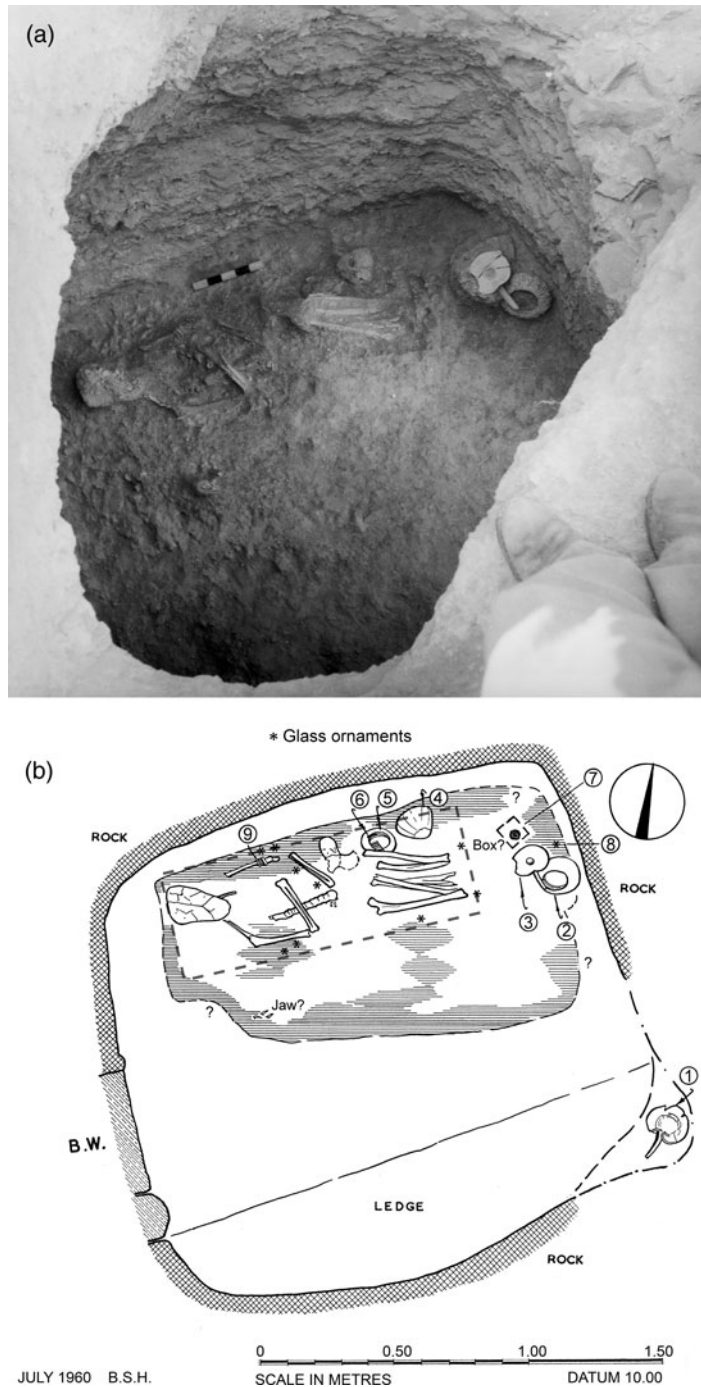 (a)
* Glass ornaments
(b)
ROCK
⑥ ⑤ ④
⑦
?
⑨
Box?
*
⑧
ROCK
③ ②
?
?
Jaw?
①
B.W.
LEDGE
ROCK
0 0.50 1.00 1.50
JULY 1960 B.S.H. SCALE IN METRES DATUM 10.00